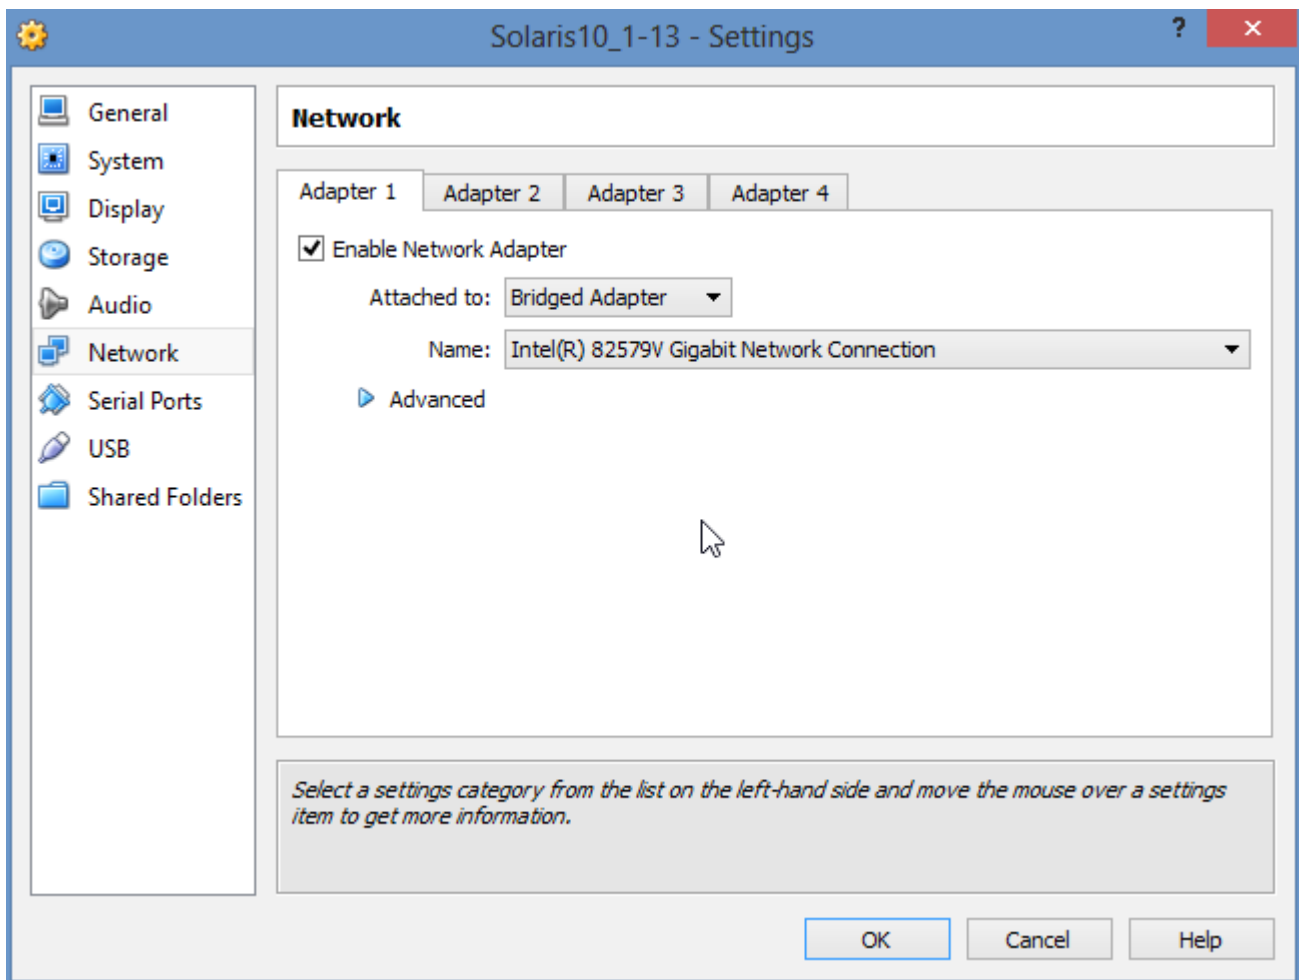 Solaris10_1-13 - Settings
?
General
System
Display
Storage
Audio
Network
Serial Ports
USB
Shared Folders
Network
Adapter 1
Adapter 2
Adapter 3
Adapter 4
Enable Network Adapter
Attached to: Bridged Adapter
Name: Intel(R) 82579V Gigabit Network Connection
Advanced
Select a settings category from the list on the left-hand side and move the mouse over a settings
item to get more information.
OK
Cancel
Help